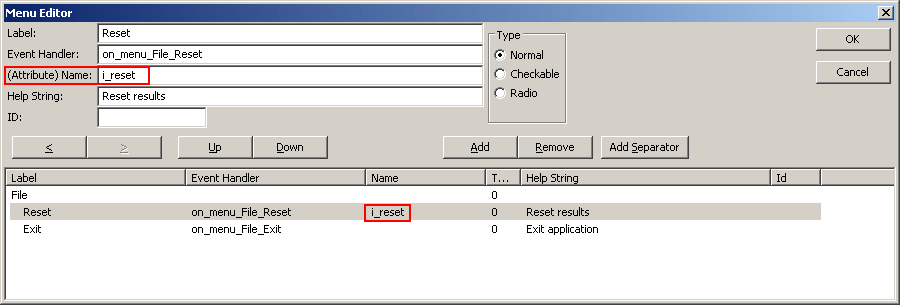 Menu Editor
Label: Reset
Event Handler: on_menu_File_Reset
(Attribute) Name: i_reset
Help String: Reset results
ID:
Type
Normal
Checkable
Radio
OK
Cancel
< > Up Down Add Remove Add Separator
Label Event Handler Name T... Help String Id
File 0
Reset on_menu_File_Reset i_reset 0 Reset results
Exit on_menu_File_Exit 0 Exit application